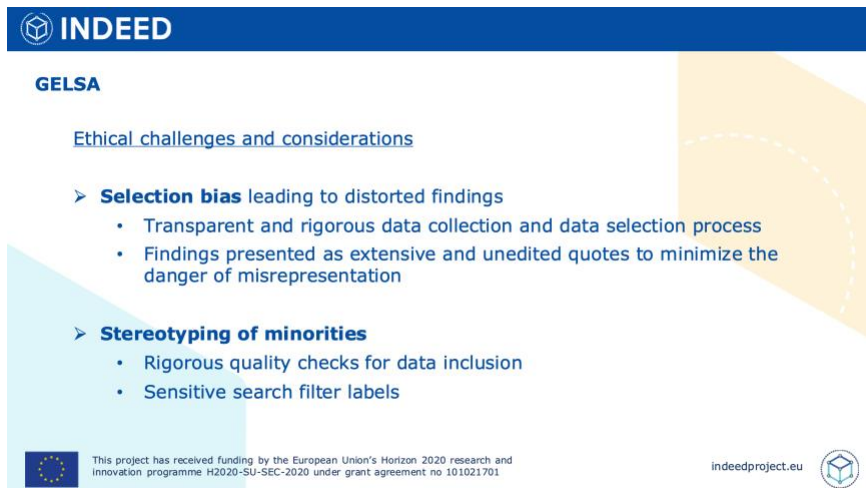 INDEED
GELSA
Ethical challenges and considerations
➢ Selection bias leading to distorted findings
• Transparent and rigorous data collection and data selection process
• Findings presented as extensive and unedited quotes to minimize the
danger of misrepresentation
➢ Stereotyping of minorities
• Rigorous quality checks for data inclusion
• Sensitive search filter labels
This project has received funding by the European Union's Horizon 2020 research and
innovation programme H2020-SU-SEC-2020 under grant agreement no 101021701
indeedproject.eu